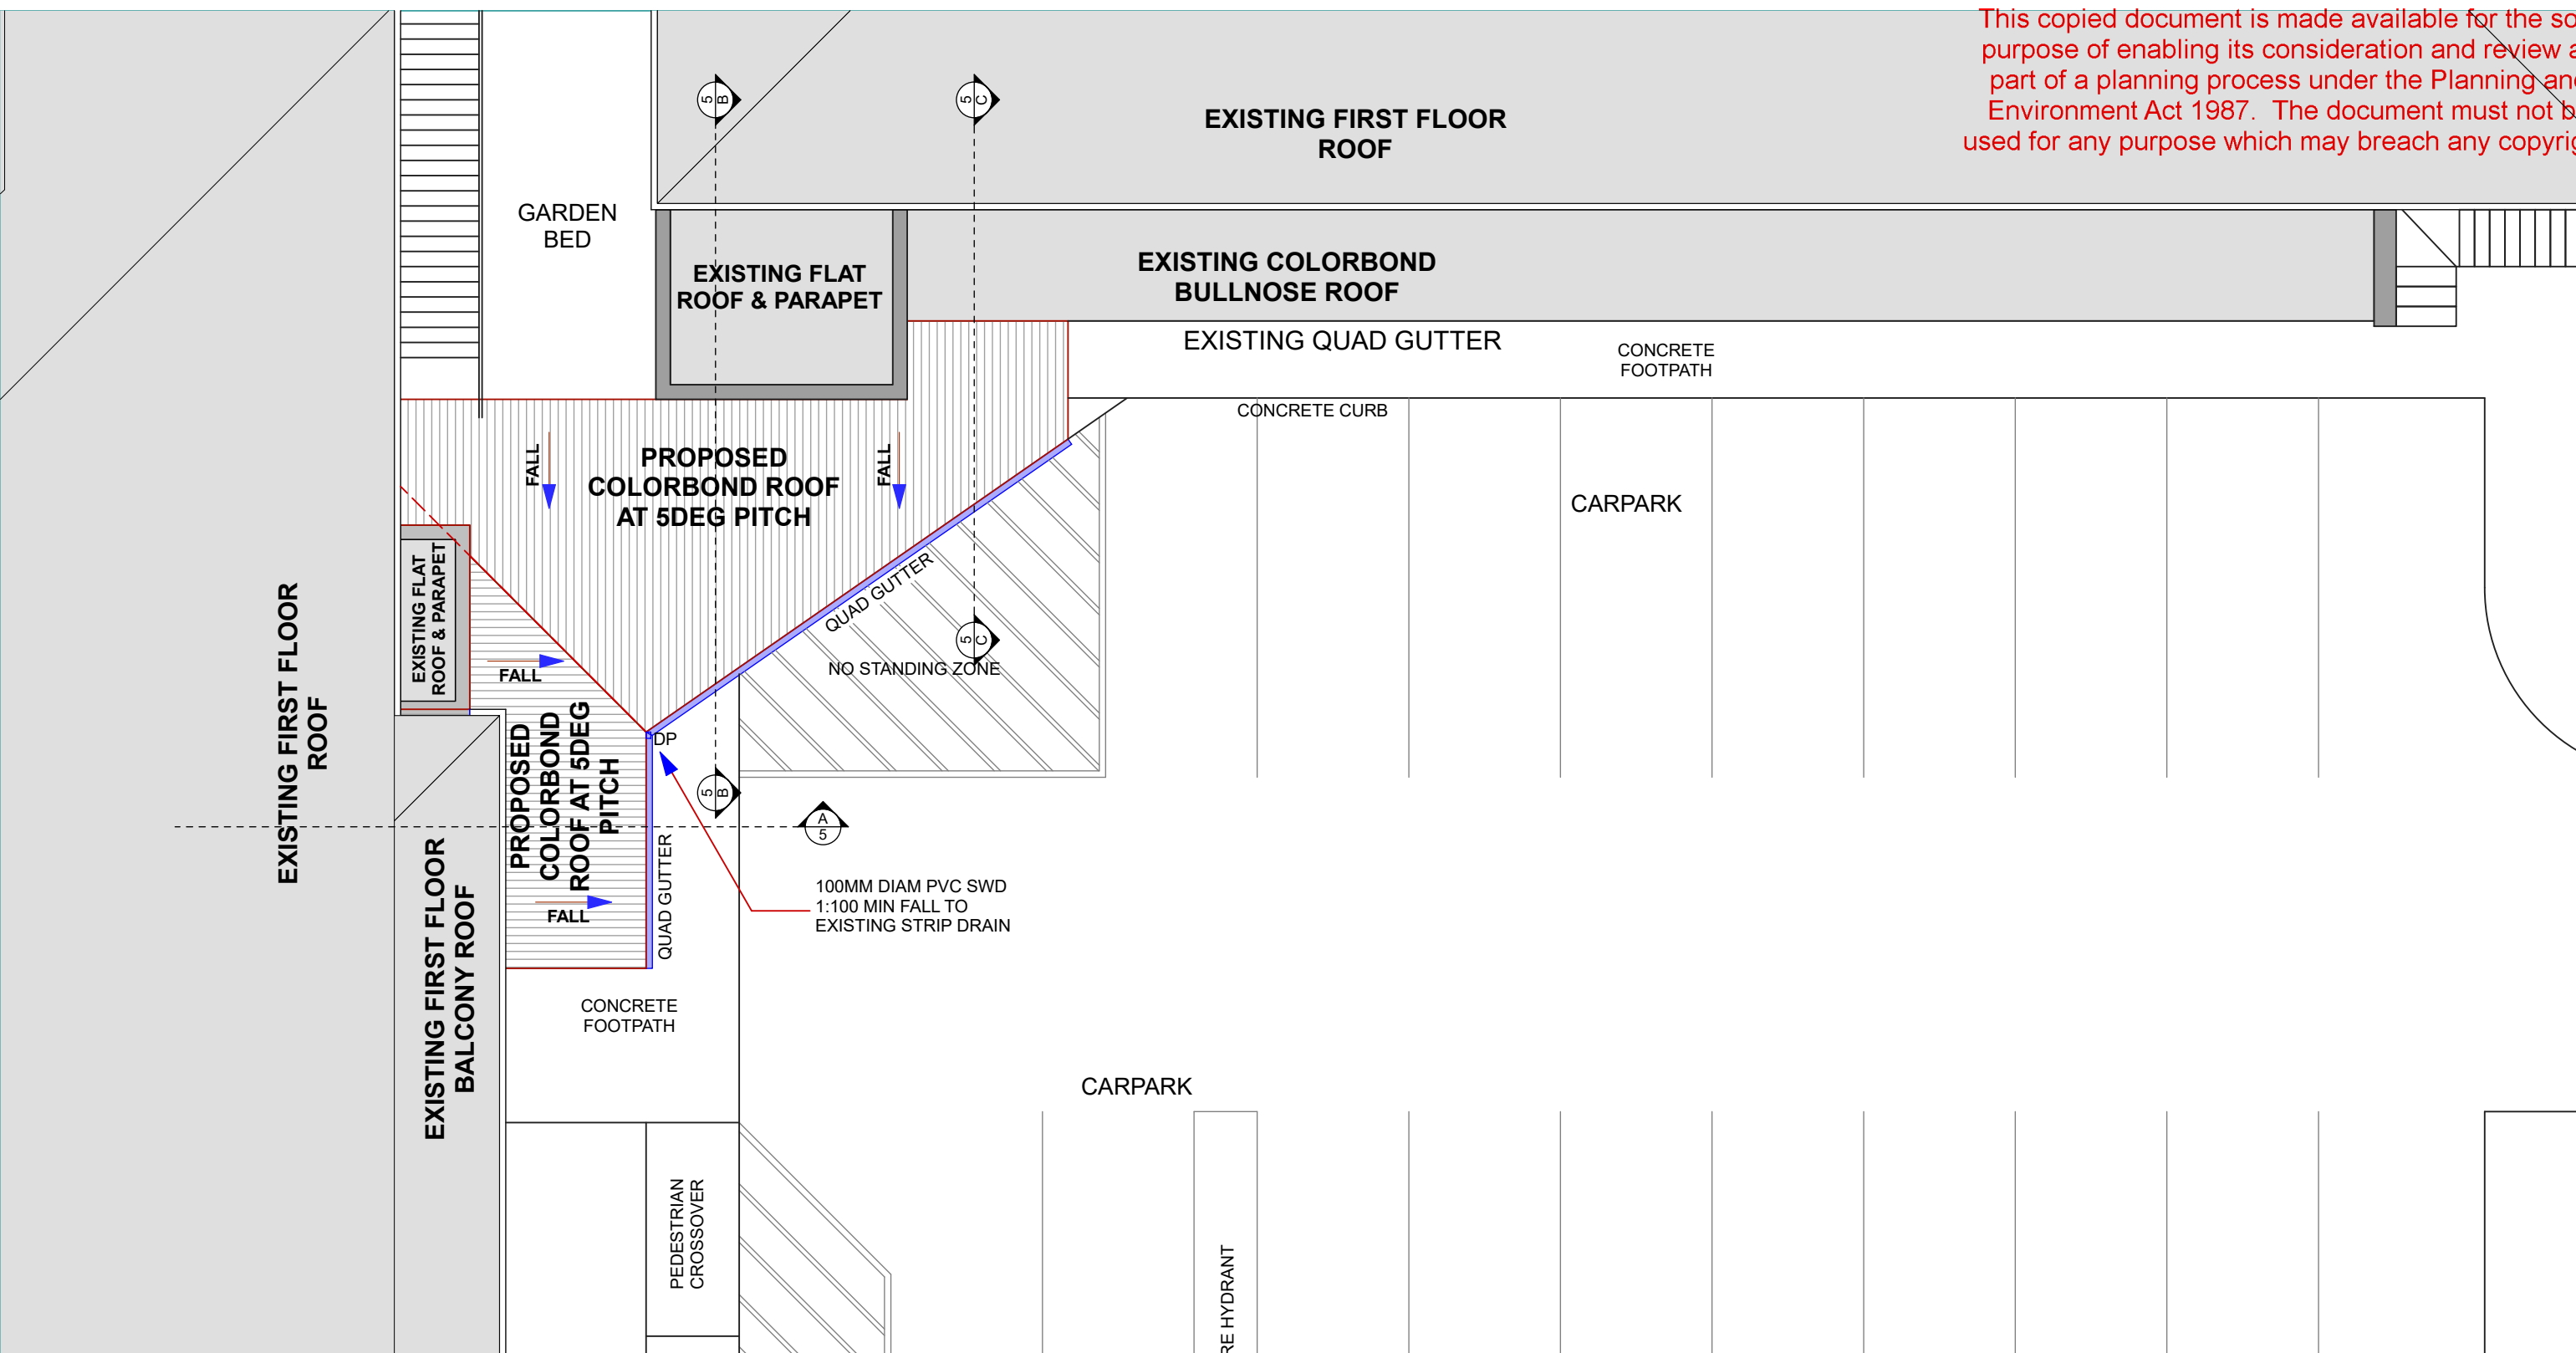 This copied document is made available for the so
purpose of enabling its consideration and review a
part of a planning process under the Planning an
Environment Act 1987.  The document must not b
used for any purpose which may breach any copyrig
5
B
5
C
EXISTING FIRST FLOOR
ROOF
GARDEN
BED
EXISTING FLAT
ROOF & PARAPET
EXISTING COLORBOND
BULLNOSE ROOF
EXISTING QUAD GUTTER
CONCRETE
FOOTPATH
CONCRETE CURB
FALL
PROPOSED
COLORBOND ROOF
AT 5DEG PITCH
FALL
CARPARK
EXISTING FLAT
ROOF & PARAPET
QUAD GUTTER
5
C
NO STANDING ZONE
FALL
EXISTING FIRST FLOOR
ROOF
PROPOSED
COLORBOND
ROOF AT 5DEG
PITCH
DP
5
B
A
5
QUAD GUTTER
100MM DIAM PVC SWD
1:100 MIN FALL TO
EXISTING STRIP DRAIN
FALL
EXISTING FIRST FLOOR
BALCONY ROOF
CONCRETE
FOOTPATH
CARPARK
PEDESTRIAN
CROSSOVER
RE HYDRANT